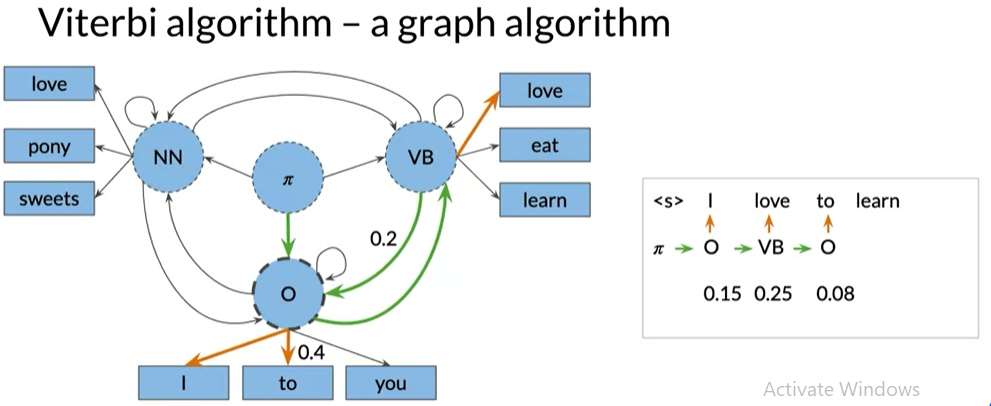 Viterbi algorithm – a graph algorithm
love
pony
sweets
NN
π
VB
love
eat
learn
0.2
O
0.4
I
to
you
<s> I love to learn
π → O → VB → O
0.15 0.25 0.08
Activate Windows